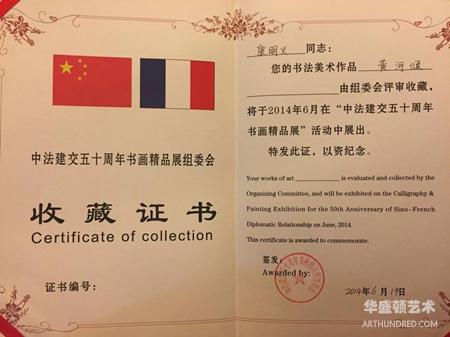 中法建交五十周年书画精品展组委会
收藏证书
Certificate of collection
证书编号:
康明义 同志:
您的书法美术作品 黄河颂
由组委会评审收藏,
将于2014年6月在“中法建交五十周年
书画精品展”活动中展出。
特发此证,以资纪念。
Your works of art ____________ is evaluated and collected by the
Organizing Committee, and will be exhibited on the Calligraphy &
Painting Exhibition for the 50th Anniversary of Sino-French
Diplomatic Relationship on June, 2014.
This certificate is awarded to commemorate.
签发:
Awarded by:
2014年6月19日
华盛顿艺术
ARTHUNDRED.COM